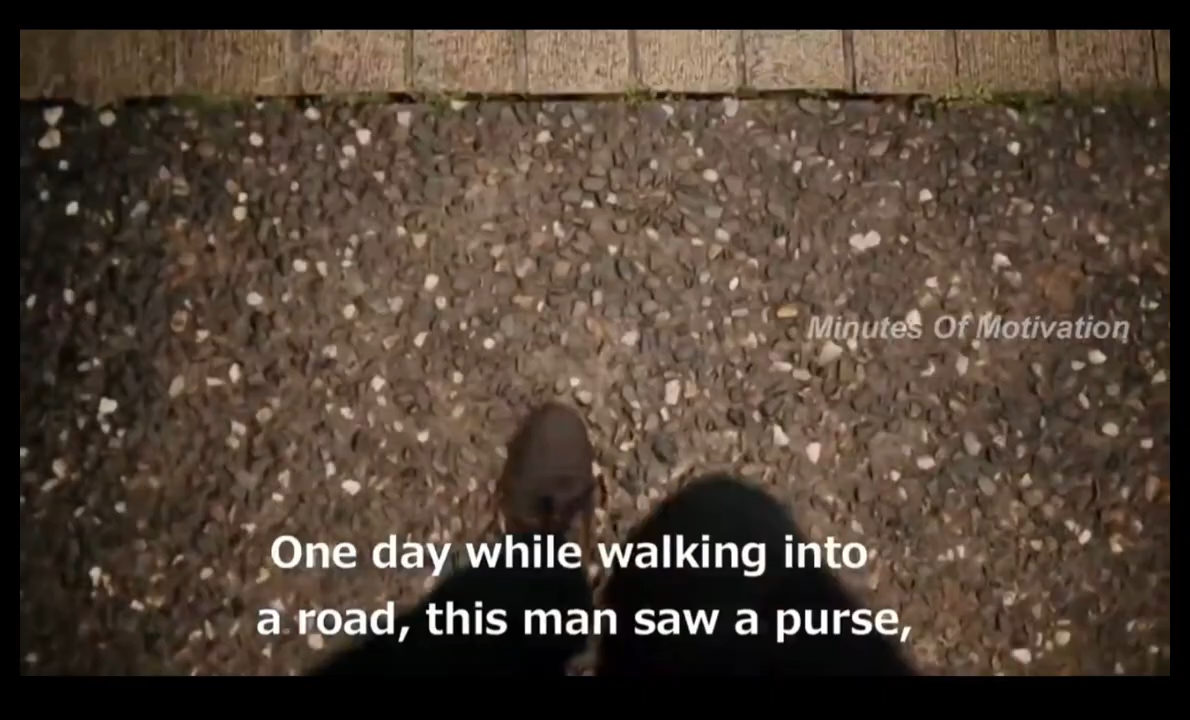 Minutes Of Motivation
One day while walking into
a road, this man saw a purse,